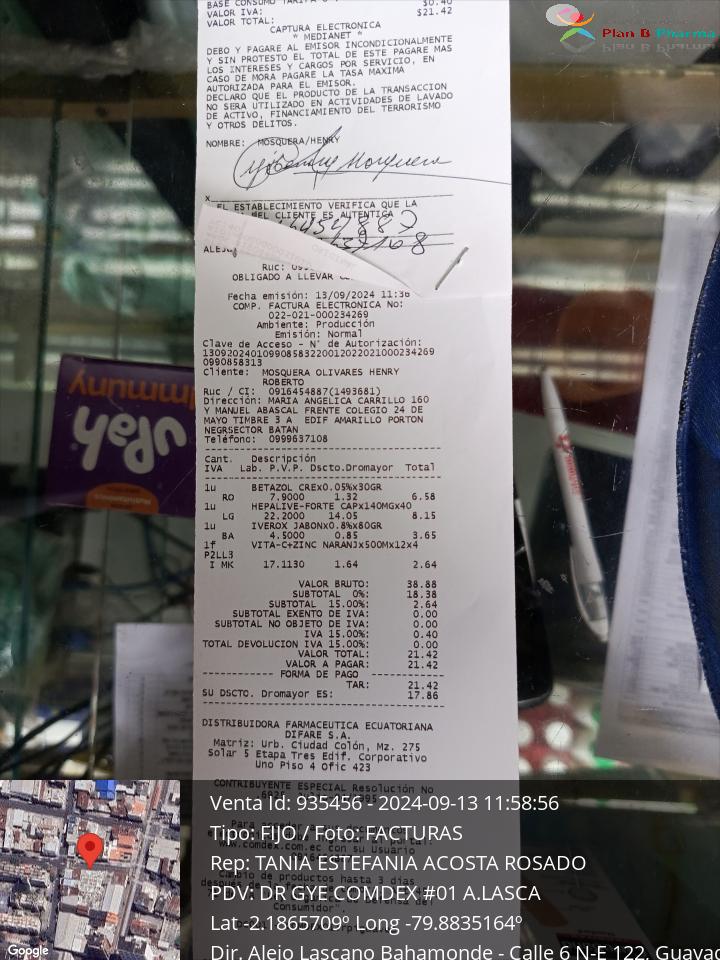 BASE CONSUMO TARIFA 0
VALOR IVA: $0.40
VALOR TOTAL: $21.42
CAPTURA ELECTRONICA
* MEDIANET *
DEBO Y PAGARE AL EMISOR INCONDICIONALMENTE
Y SIN PROTESTO EL TOTAL DE ESTE PAGARE MAS
LOS INTERESES Y CARGOS POR SERVICIO, EN
CASO DE MORA PAGARE LA TASA MAXIMA
AUTORIZADA PARA EL EMISOR.
DECLARO QUE EL PRODUCTO DE LA TRANSACCION
NO SERA UTILIZADO EN ACTIVIDADES DE LAVADO
DE ACTIVO, FINANCIAMIENTO DEL TERRORISMO
Y OTROS DELITOS.
NOMBRE: MOSQUERA/HENRY
X
EL ESTABLECIMIENTO VERIFICA QUE LA
DEL CLIENTE ES AUTENTICA
OBLIGADO A LLEVAR
Fecha emisión: 13/09/2024 11:36
COMP. FACTURA ELECTRONICA No:
022-021-000234269
Ambiente: Producción
Emisión: Normal
Clave de Acceso - N° de Autorización:
130920240109908583220012022021000234269
0990858313
Cliente: MOSQUERA OLIVARES HENRY
ROBERTO
Ruc / CI: 0916454887(1493681)
Dirección: MARIA ANGELICA CARRILLO 160
Y MANUEL ABASCAL FRENTE COLEGIO 24 DE
MAYO TIMBRE 3 A EDIF AMARILLO PORTON
NEGRSECTOR BATAN
Teléfono: 0999637108
Cant. Descripción
IVA Lab. P.V.P. Dscto.Dromayor Total
1u BETAZOL CREx0.05%x30GR
RO 7.9000 1.32 6.58
1u HEPALIVE-FORTE CAPx140MGx40
LG 22.2000 14.05 8.15
1u IVEROX JABONx0.8%x80GR
BA 4.5000 0.85 3.65
1f VITA-C+ZINC NARANJx500Mx12x4
P2LL3
I MK 17.1130 1.64 2.64
VALOR BRUTO: 38.88
SUBTOTAL 0%: 18.38
SUBTOTAL 15.00%: 2.64
SUBTOTAL EXENTO DE IVA: 0.00
SUBTOTAL NO OBJETO DE IVA: 0.00
IVA 15.00%: 0.40
TOTAL DEVOLUCION IVA 15.00%: 0.00
VALOR TOTAL: 21.42
VALOR A PAGAR: 21.42
FORMA DE PAGO
TAR: 21.42
SU DSCTO. Dromayor ES: 17.86
DISTRIBUIDORA FARMACEUTICA ECUATORIANA
DIFARE S.A.
Matriz: Urb. Ciudad Colón, Mz. 275
Solar 5 Etapa Tres Edif. Corporativo
Uno Piso 4 Ofic 423
CONTRIBUYENTE ESPECIAL Resolución No
Plan B Pharma
Venta Id: 935456 - 2024-09-13 11:58:56
Tipo: FIJO / Foto: FACTURAS
Rep: TANIA ESTEFANIA ACOSTA ROSADO
PDV: DR GYE COMDEX #01 A.LASCA
Lat -2.1865709º Long -79.8835164º
Dir. Alejo Lascano Bahamonde - Calle 6 N-E 122, Guayaq
Google